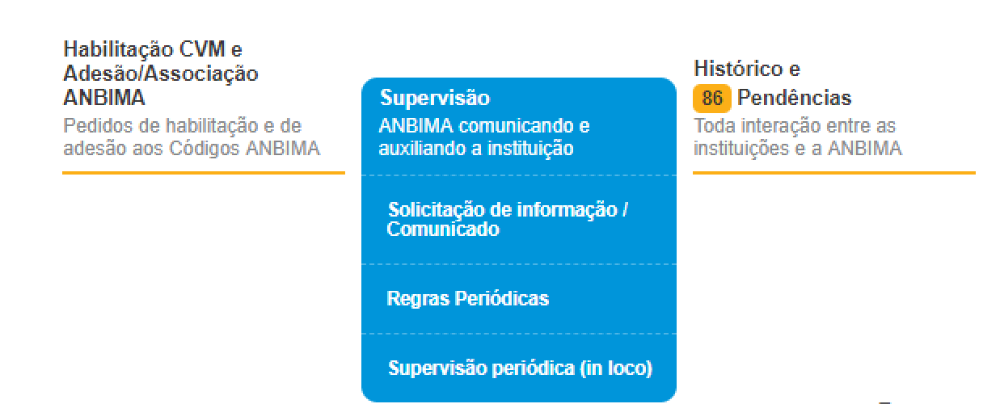 Habilitação CVM e
Adesão/Associação
ANBIMA
Pedidos de habilitação e de
adesão aos Códigos ANBIMA
Supervisão
ANBIMA comunicando e
auxiliando a instituição
Solicitação de informação /
Comunicado
Regras Periódicas
Supervisão periódica (in loco)
Histórico e
86 Pendências
Toda interação entre as
instituições e a ANBIMA